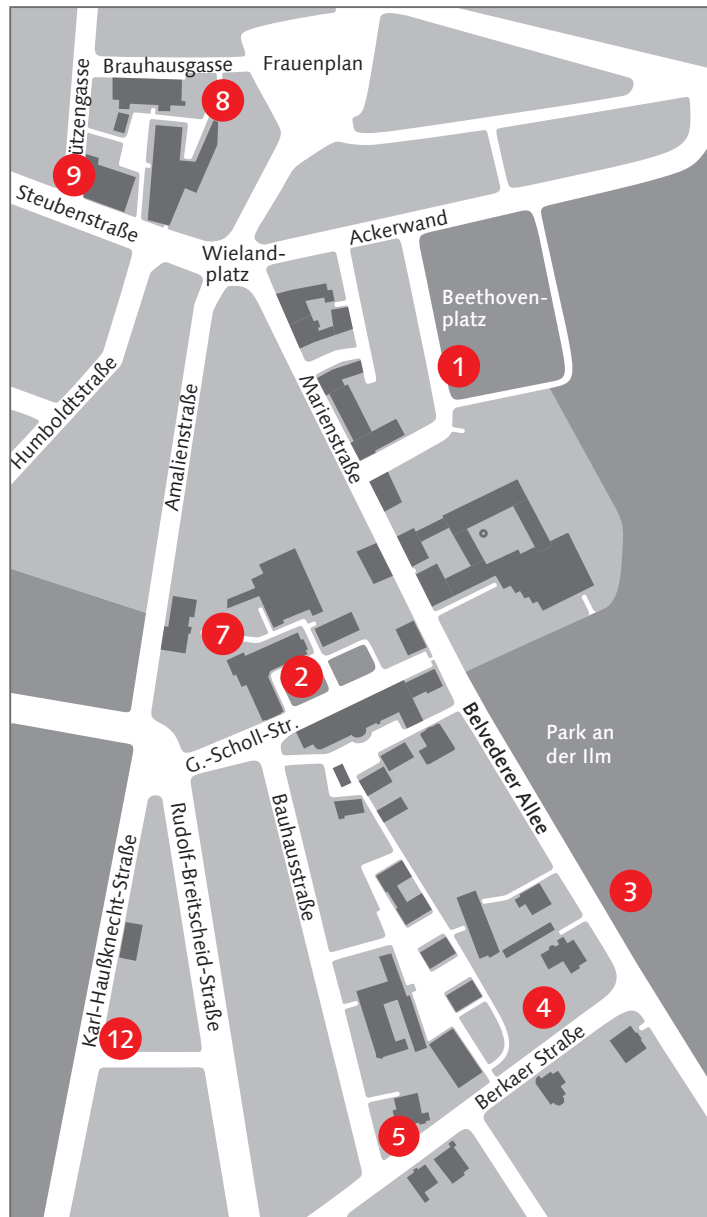 Brauhausgasse
Frauenplan
8
ützengasse
9
Steubenstraße
Wieland-
platz
Ackerwand
Beethoven-
platz
1
Humboldtstraße
Amalienstraße
Marienstraße
7
2
G.-Scholl-Str.
Belvederer Allee
Park an
der Ilm
Bauhausstraße
Rudolf-Breitscheid-Straße
Karl-Haußknecht-Straße
3
4
12
Berkaer Straße
5